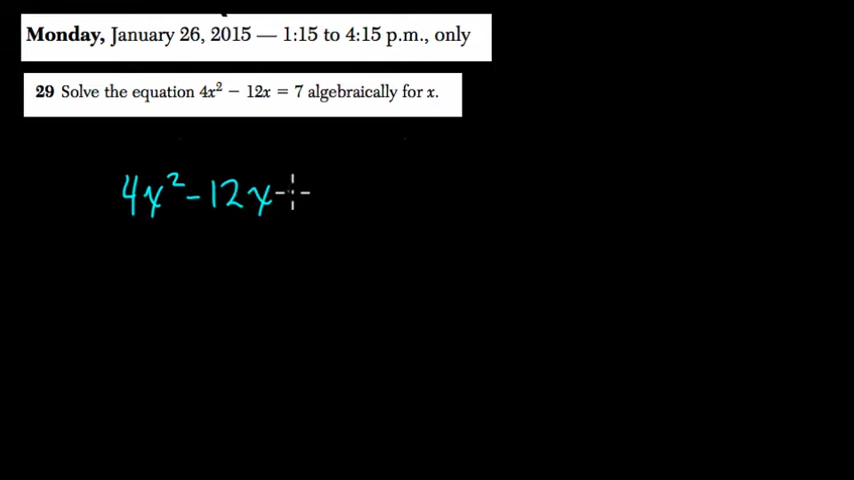 Monday, January 26, 2015 — 1:15 to 4:15 p.m., only
29 Solve the equation 4x² − 12x = 7 algebraically for x.
4x² - 12x